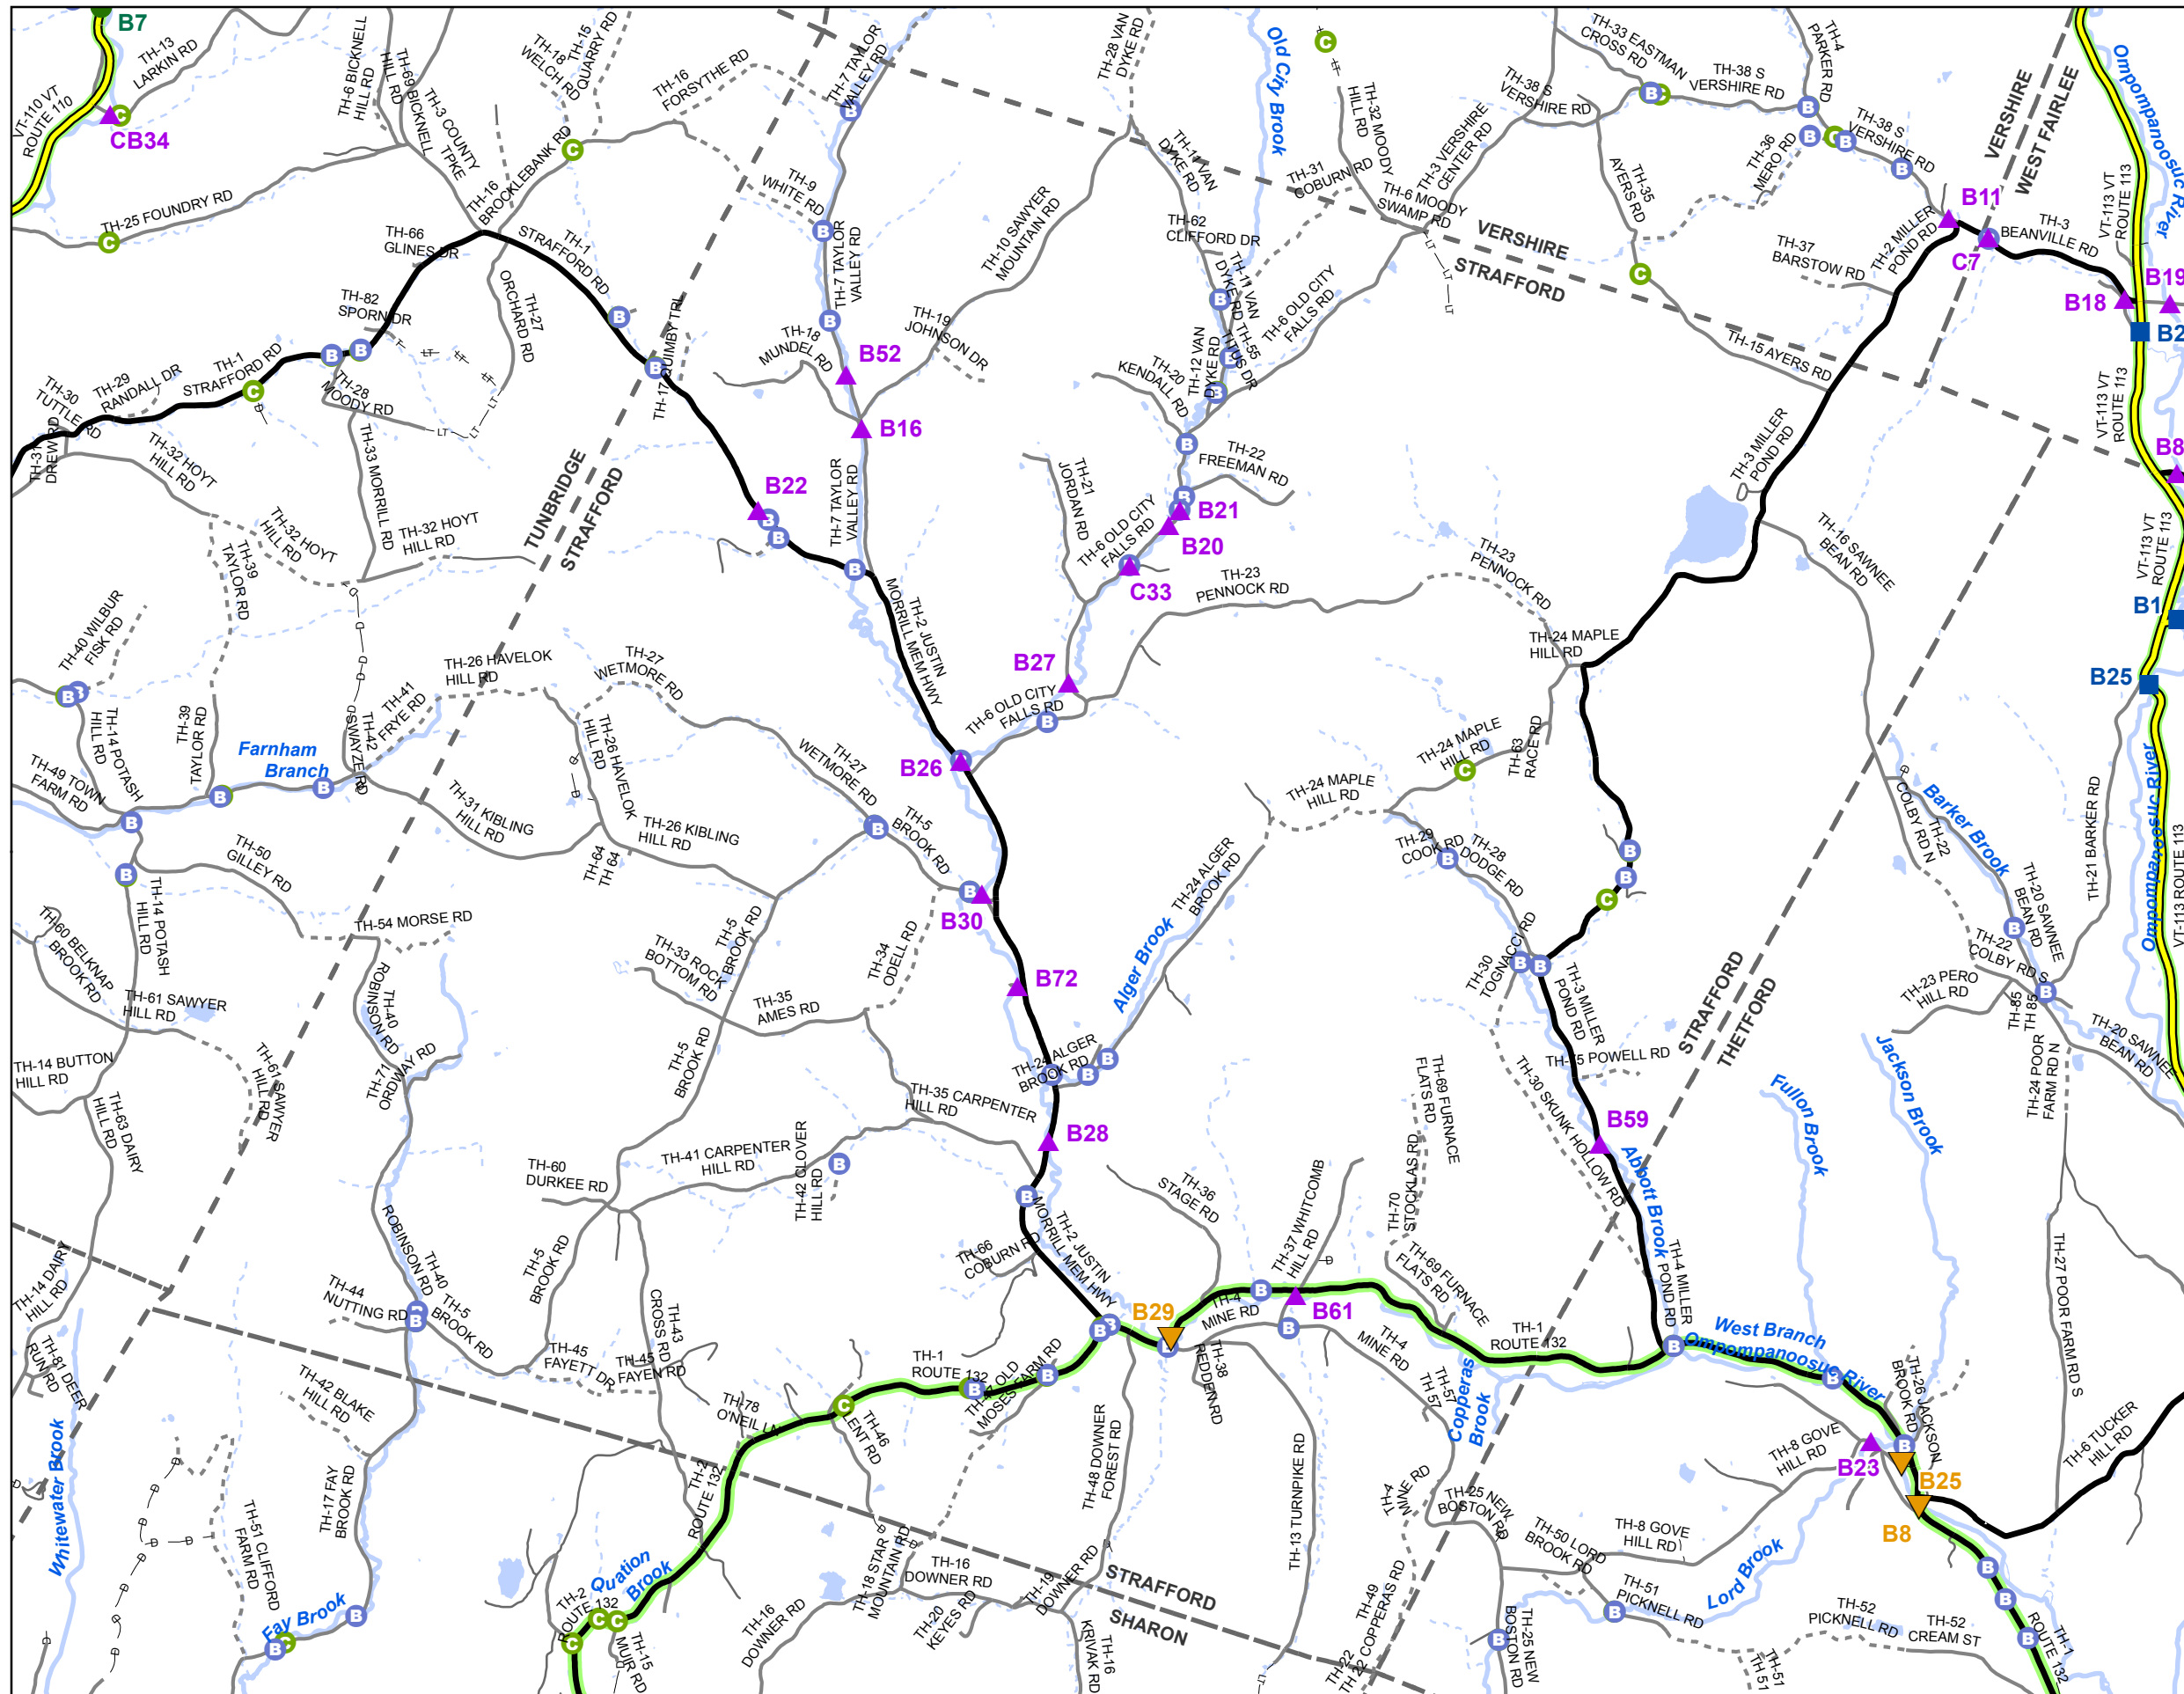 B7
TH-13
LARKIN RD
VT-110 VT
ROUTE 110
CB34
TH-6 BICKNELL
HILL RD
TH-69 BICKNELL
HILL RD
TH-3 COUNTY
TPKE
TH-18
WELCH RD
TH-15
QUARRY RD
TH-16
FORSYTHE RD
TH-7 TAYLOR
VALLEY RD
TH-28 VAN
DYKE RD
Old City Brook
TH-32 MOODY
HILL RD
TH-33 EASTMAN
CROSS RD
TH-38 S
VERSHIRE RD
TH-38 S
VERSHIRE RD
TH-4
PARKER RD
TH-38 S
VERSHIRE RD
TH-36
MERO RD
VERSHIRE
WEST FAIRLEE
Ompompanoosuc River
VT-113 VT
ROUTE 113
TH-25 FOUNDRY RD
TH-16
BROCKLEBANK RD
TH-66
GLINES DR
TH-1
STRAFFORD RD
TH-9
WHITE RD
TH-7 TAYLOR
VALLEY RD
TH-10 SAWYER
MOUNTAIN RD
TH-11 VAN
DYKE RD
TH-62
CLIFFORD DR
TH-31
COBURN RD
TH-3 VERSHIRE
CENTER RD
TH-6 MOODY
SWAMP RD
TH-35
AYERS RD
VERSHIRE
STRAFFORD
TH-37
BARSTOW RD
TH-2 MILLER
POND RD
B11
C7
TH-3
BEANVILLE RD
B18
B19
B2
TH-82
SPORN DR
TH-27
ORCHARD RD
TH-17 QUIMBY TRL
TH-18
MUNDEL RD
TH-19
JOHNSON DR
B52
B16
TH-11 VAN
DYKE RD
TH-55
TITUS DR
TH-12 VAN
DYKE RD
TH-6 OLD CITY
FALLS RD
TH-20
KENDALL RD
TH-15 AYERS RD
VT-113 VT
ROUTE 113
B8
TH-30
TUTTLE RD
TH-29
RANDALL DR
TH-1
STRAFFORD RD
TH-28
MOODY RD
TH-31
DREW RD
TH-32 HOYT
HILL RD
TH-33 MORRILL RD
TH-32 HOYT
HILL RD
TH-32 HOYT
HILL RD
TH-39
TAYLOR RD
TUNBRIDGE
STRAFFORD
B22
TH-7 TAYLOR
VALLEY RD
TH-21
JORDAN RD
TH-22
FREEMAN RD
B21
B20
C33
TH-6 OLD CITY
FALLS RD
TH-23
PENNOCK RD
TH-23
PENNOCK RD
TH-3 MILLER
POND RD
TH-16 SAWNEE
BEAN RD
VT-113 VT
ROUTE 113
B1
B25
TH-40 WILBUR
FISK RD
TH-14 POTASH
HILL RD
TH-49 TOWN
FARM RD
TH-39
TAYLOR RD
Farnham
Branch
TH-42
SWAYZE RD
TH-41
FRYE RD
TH-26 HAVELOK
HILL RD
TH-27
WETMORE RD
TH-26 HAVELOK
HILL RD
TH-2 JUSTIN
MORRILL MEM HWY
B27
TH-6 OLD CITY
FALLS RD
B26
TH-24 MAPLE
HILL RD
TH-24 MAPLE
HILL RD
TH-63
RACE RD
TH-24 MAPLE
HILL RD
TH-27
WETMORE RD
TH-5
BROOK RD
TH-31 KIBLING
HILL RD
TH-26 KIBLING
HILL RD
TH-64
TH 64
TH-50
GILLEY RD
TH-54 MORSE RD
TH-14 POTASH
HILL RD
TH-60 BELKNAP
BROOK RD
TH-61 SAWYER
HILL RD
TH-61 SAWYER
HILL RD
TH-40
ROBINSON RD
TH-71
ORDWAY RD
TH-14 BUTTON
HILL RD
TH-63 DAIRY
HILL RD
TH-33 ROCK
BOTTOM RD
TH-5
BROOK RD
TH-35
AMES RD
TH-34
ODELL RD
B30
B72
Alger Brook
TH-24 ALGER
BROOK RD
TH-24 ALGER
BROOK RD
TH-29
COOK RD
TH-28
DODGE RD
TH-30
TOGNACCI RD
TH-3 MILLER
POND RD
TH-75 POWELL RD
TH-30 SKUNK HOLLOW RD
STRAFFORD
THETFORD
TH-22
COLBY RD N
Barker Brook
TH-21 BARKER RD
Ompompanoosuc River
VT-113 ROUTE 113
TH-20 SAWNEE
BEAN RD
TH-22
COLBY RD S
TH-23 PERO
HILL RD
TH-85
TH 85
TH-20 SAWNEE
BEAN RD
TH-24 POOR
FARM RD N
Jackson Brook
Fullon Brook
TH-5
BROOK RD
TH-35 CARPENTER
HILL RD
B28
TH-41 CARPENTER
HILL RD
TH-42 CLOVER
HILL RD
TH-60
DURKEE RD
TH-69 FURNACE
FLATS RD
TH-70
STOCKLAS RD
B59
Abbott Brook
TH-4 MILLER
POND RD
TH-36
STAGE RD
TH-37 WHITCOMB
HILL RD
TH-66
COBURN RD
TH-2 JUSTIN
MORRILL MEM HWY
TH-69 FURNACE
FLATS RD
TH-14 DAIRY
HILL RD
TH-81 DEER
RUN RD
TH-44
NUTTING RD
TH-40
ROBINSON RD
TH-5
BROOK RD
TH-5
BROOK RD
TH-43
CROSS RD
TH-45
FAYETT DR
TH-45
FAYEN RD
B29
TH-4
MINE RD
B61
TH-4
MINE RD
TH-1
ROUTE 132
West Branch
Ompompanoosuc River
TH-27 POOR FARM RD S
TH-42 BLAKE
HILL RD
TH-78
O'NEIL LN
TH-1
ROUTE 132
TH-47 OLD
MOSES FARM RD
TH-46
LENT RD
TH-38
REDDEN RD
TH-57
TH 57
Copperas
Brook
TH-26 JACKSON
BROOK RD
TH-8 GOVE
HILL RD
B23
B25
B8
TH-6 TUCKER
HILL RD
Whitewater Brook
TH-17 FAY
BROOK RD
TH-51 CLIFFORD
FARM RD
Fay Brook
TH-2
ROUTE 132
Quation
Brook
TH-2
ROUTE 132
TH-15
MUIR RD
TH-16
DOWNER RD
TH-18 STAR
MOUNTAIN RD
TH-16
DOWNER RD
TH-20
KEYES RD
TH-19
DOWNER RD
TH-48 DOWNER
FOREST RD
STRAFFORD
SHARON
TH-16
KRIVAK RD
TH-13 TURNPIKE RD
TH-4
MINE RD
TH-25 NEW
BOSTON RD
TH-49
COPPERAS RD
TH-22
TH 22
TH-25 NEW
BOSTON RD
TH-50 LORD
BROOK RD
TH-8 GOVE
HILL RD
TH-51
PICKNELL RD
Lord Brook
TH-52
PICKNELL RD
TH-52
CREAM ST
TH-51
TH 51
TH-1
ROUTE 132